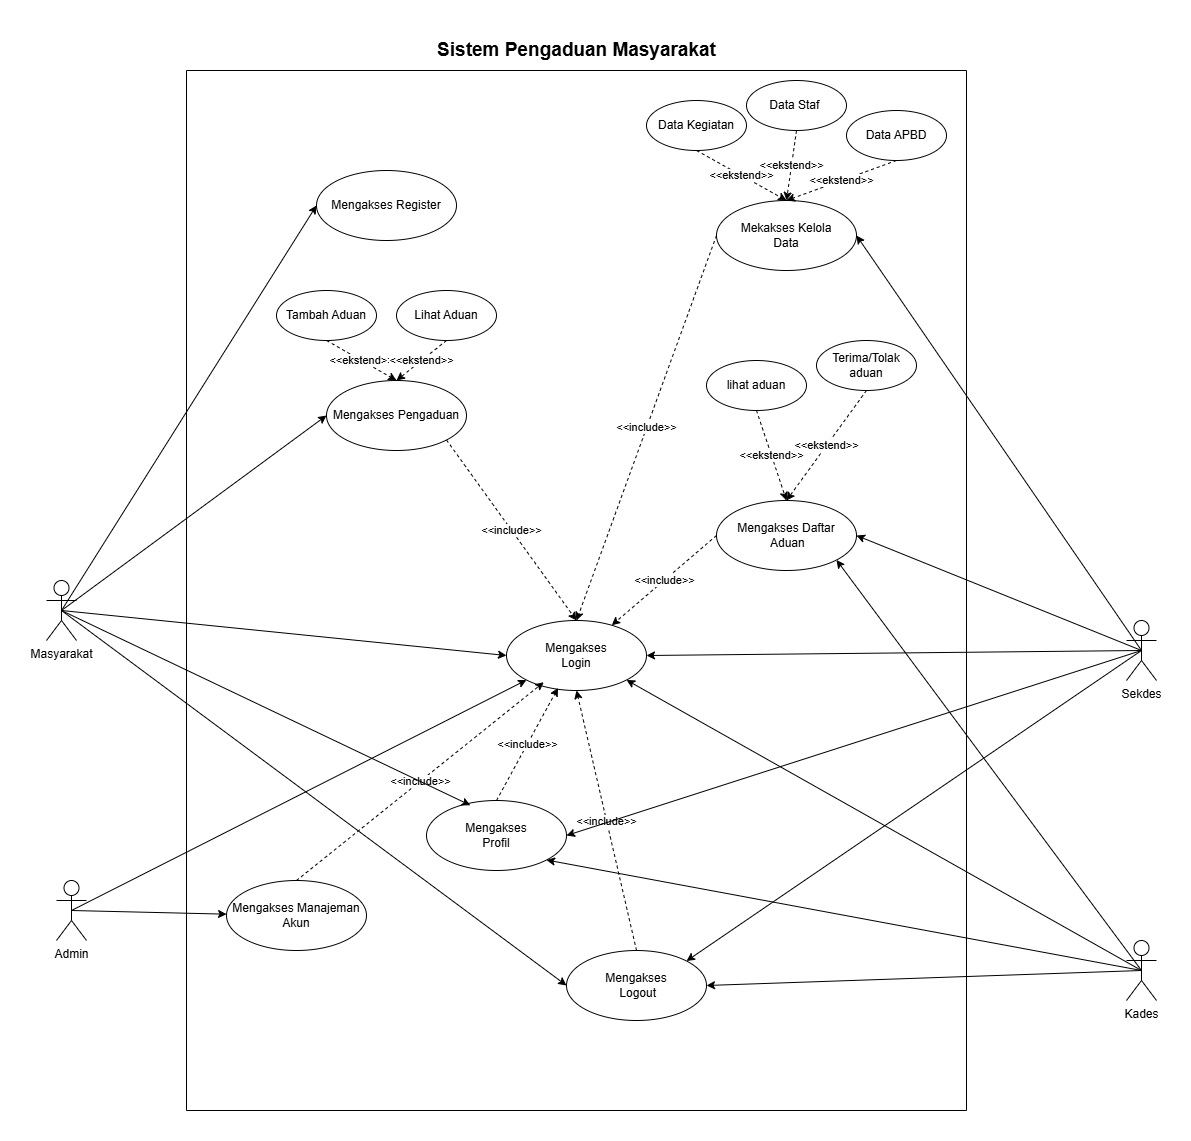 Sistem Pengaduan Masyarakat
Data Staf
Data Kegiatan
Data APBD
<<ekstend>>
<<ekstend>>
<<ekstend>>
Mengakses Register
Mekakses Kelola
Data
Tambah Aduan
Lihat Aduan
<<ekstend>
<<ekstend>>
Terima/Tolak
aduan
lihat aduan
Mengakses Pengaduan
<<include>>
<<ekstend>>
<<ekstend>>
<<include>>
Mengakses Daftar
Aduan
<<include>>
Masyarakat
Mengakses
Login
Sekdes
<<include>>
<<include>>
<<include>>
Mengakses
Profil
Mengakses Manajeman
Akun
Admin
Mengakses
Logout
Kades